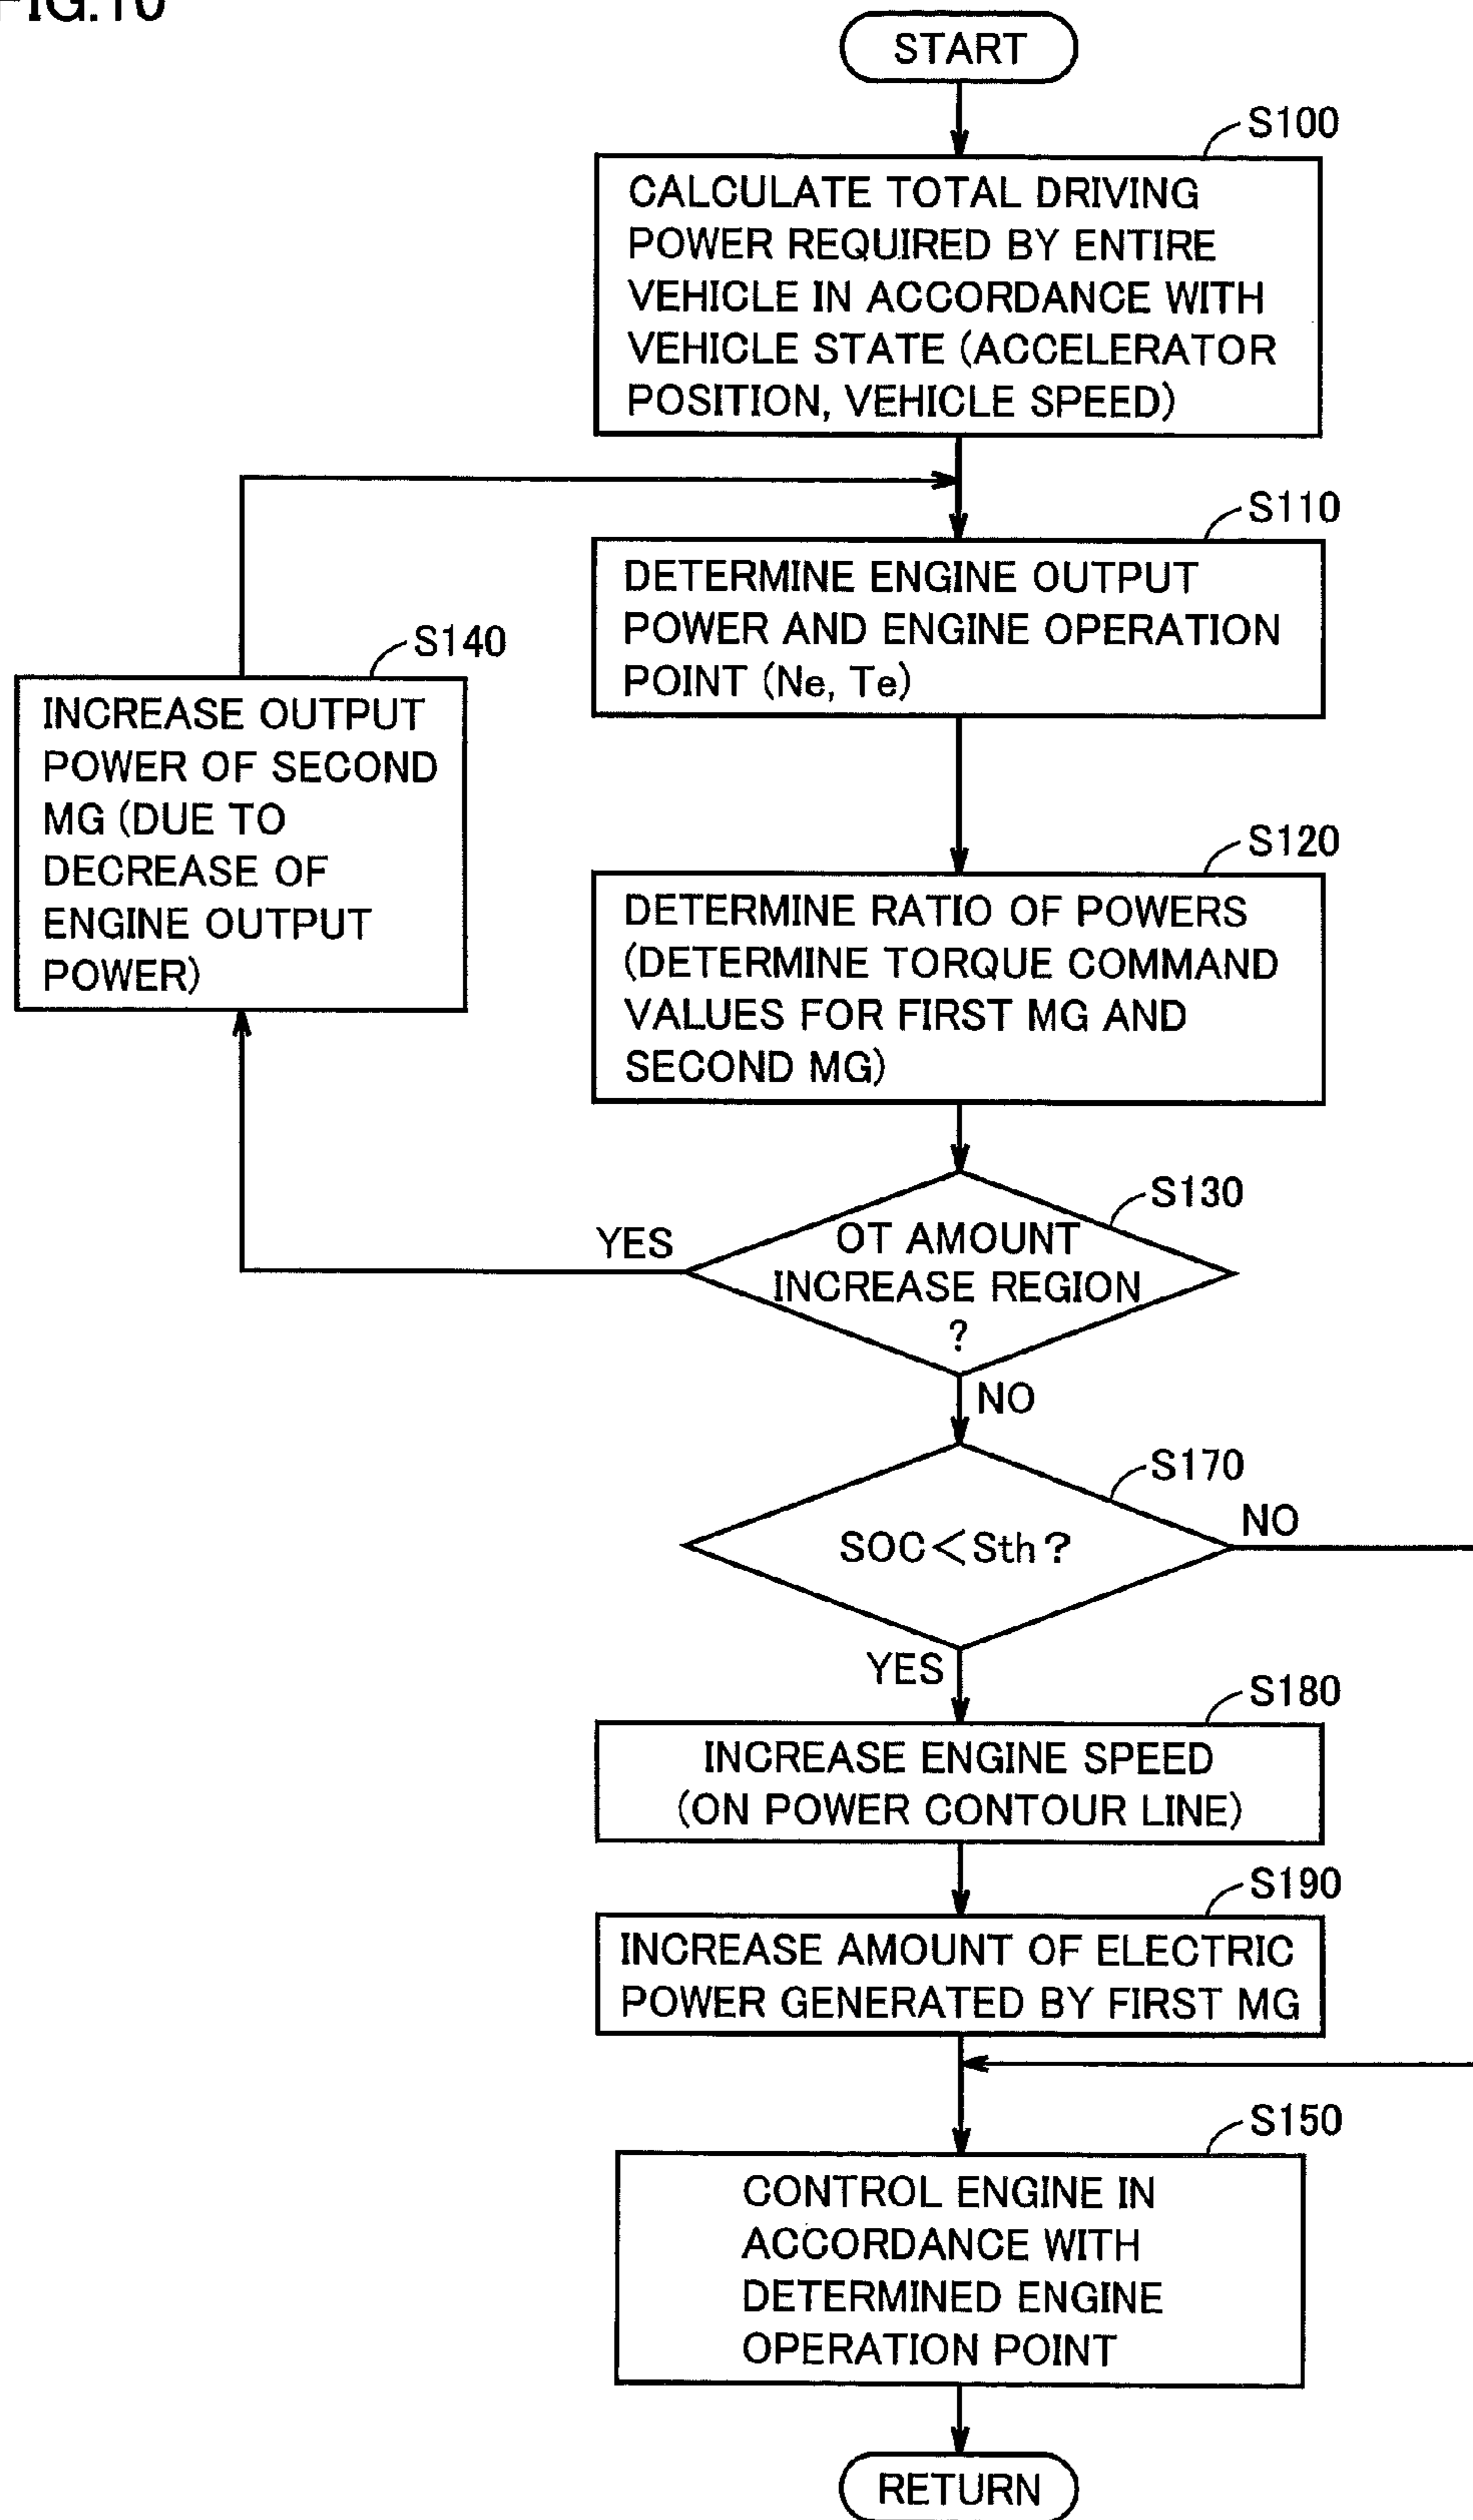 FIG.10
START
S100
CALCULATE TOTAL DRIVING
POWER REQUIRED BY ENTIRE
VEHICLE IN ACCORDANCE WITH
VEHICLE STATE (ACCELERATOR
POSITION, VEHICLE SPEED)
S110
DETERMINE ENGINE OUTPUT
POWER AND ENGINE OPERATION
POINT (Ne, Te)
S140
INCREASE OUTPUT
POWER OF SECOND
MG (DUE TO
DECREASE OF
ENGINE OUTPUT
POWER)
S120
DETERMINE RATIO OF POWERS
(DETERMINE TORQUE COMMAND
VALUES FOR FIRST MG AND
SECOND MG)
S130
YES
OT AMOUNT
INCREASE REGION
?
NO
S170
NO
SOC<Sth?
YES
S180
INCREASE ENGINE SPEED
(ON POWER CONTOUR LINE)
S190
INCREASE AMOUNT OF ELECTRIC
POWER GENERATED BY FIRST MG
S150
CONTROL ENGINE IN
ACCORDANCE WITH
DETERMINED ENGINE
OPERATION POINT
RETURN